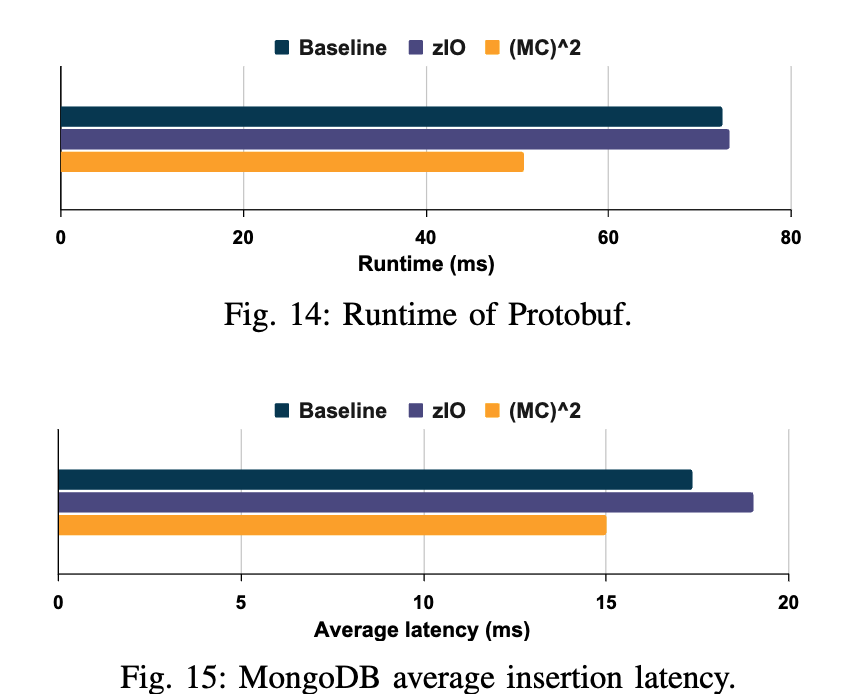 Baseline zIO (MC)^2
0 20 40 60 80
Runtime (ms)
Fig. 14: Runtime of Protobuf.
Baseline zIO (MC)^2
0 5 10 15 20
Average latency (ms)
Fig. 15: MongoDB average insertion latency.